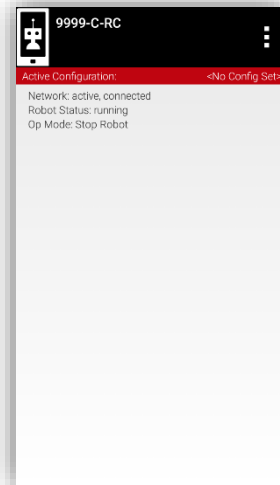 9999-C-RC
Active Configuration: <No Config Set>
Network: active, connected
Robot Status: running
Op Mode: Stop Robot